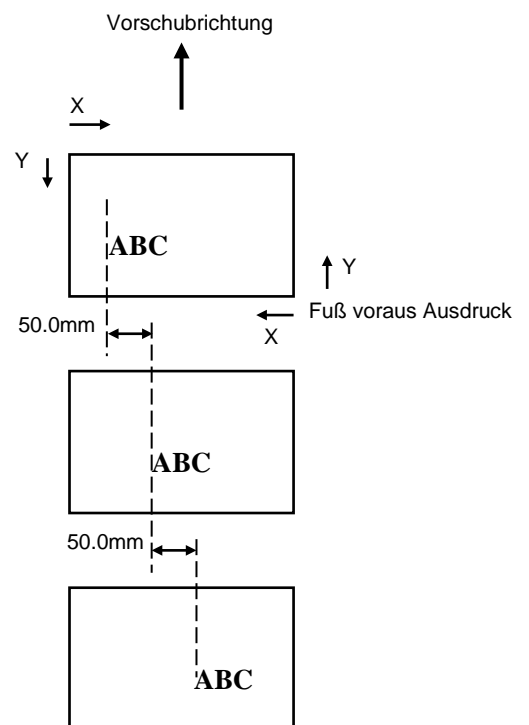 Vorschubrichtung
X
Y
ABC
Y
Fuß voraus Ausdruck
50.0mm
X
ABC
50.0mm
ABC